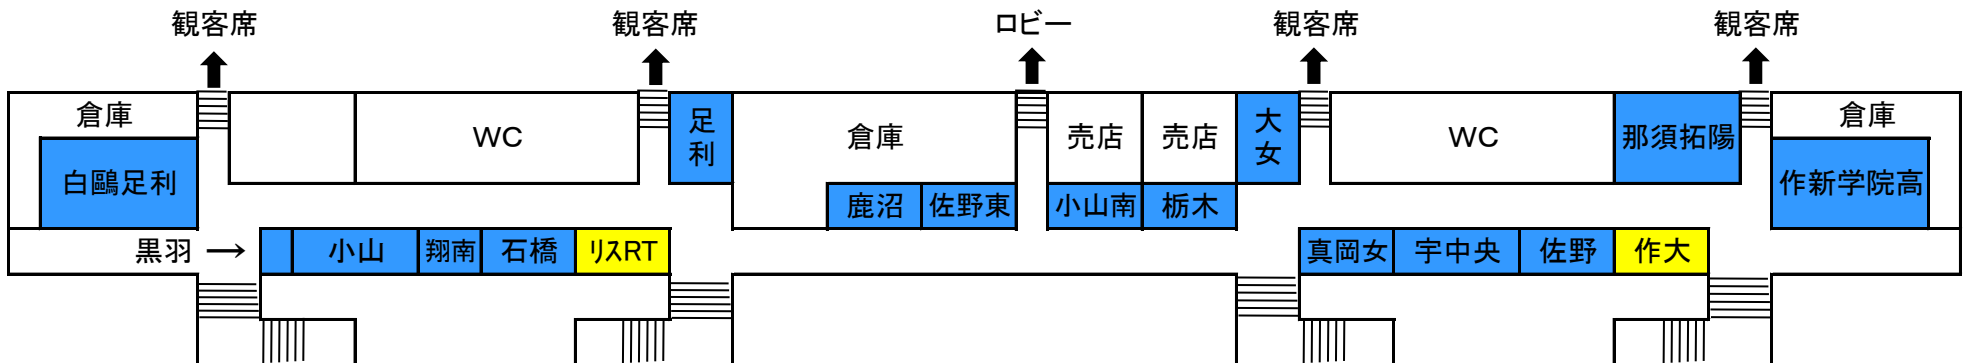 観客席
観客席
ロビー
観客席
観客席
倉庫
白鷗足利
WC
足利
倉庫
売店
売店
大女
WC
那須拓陽
倉庫
作新学院高
鹿沼
佐野東
小山南
栃木
黒羽 →
小山
翔南
石橋
リスRT
真岡女
宇中央
佐野
作大